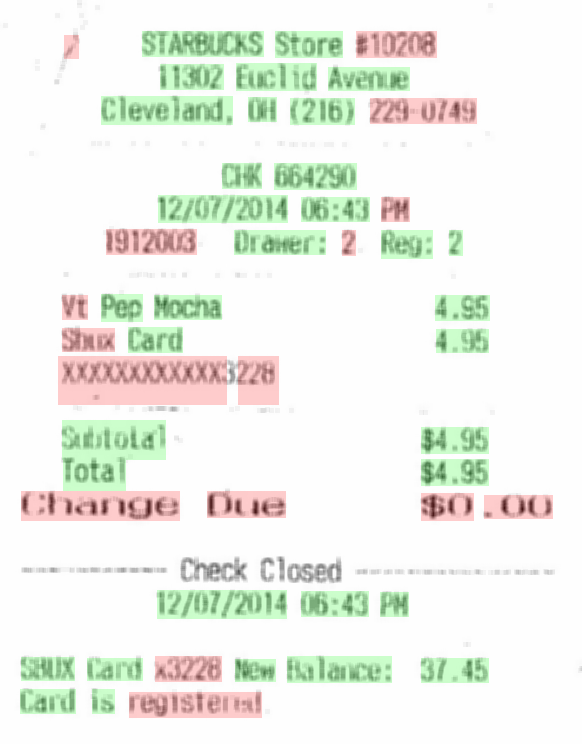 STARBUCKS Store #10208
11302 Euclid Avenue
Cleveland, OH (216) 229-0749
CHK 664290
12/07/2014 06:43 PM
1912003 Drawer: 2 Reg: 2
Vt Pep Mocha 4.95
Sbux Card 4.95
XXXXXXXXXXXX3228
Subtotal $4.95
Total $4.95
Change Due $0.00
Check Closed
12/07/2014 06:43 PM
SBUX Card x3228 New Balance: 37.45
Card is registered